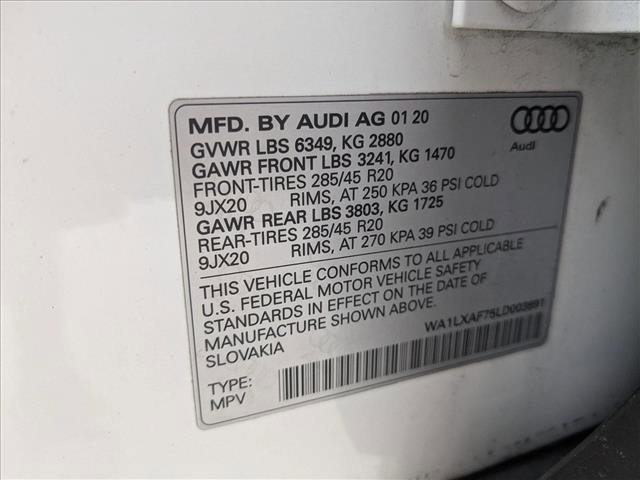 MFD. BY AUDI AG 01 20
GVWR LBS 6349, KG 2880
GAWR FRONT LBS 3241, KG 1470
FRONT-TIRES 285/45 R20
9JX20 RIMS, AT 250 KPA 36 PSI COLD
GAWR REAR LBS 3803, KG 1725
REAR-TIRES 285/45 R20
9JX20 RIMS, AT 270 KPA 39 PSI COLD
Audi
THIS VEHICLE CONFORMS TO ALL APPLICABLE
U.S. FEDERAL MOTOR VEHICLE SAFETY
STANDARDS IN EFFECT ON THE DATE OF
MANUFACTURE SHOWN ABOVE.
SLOVAKIA
TYPE:
MPV